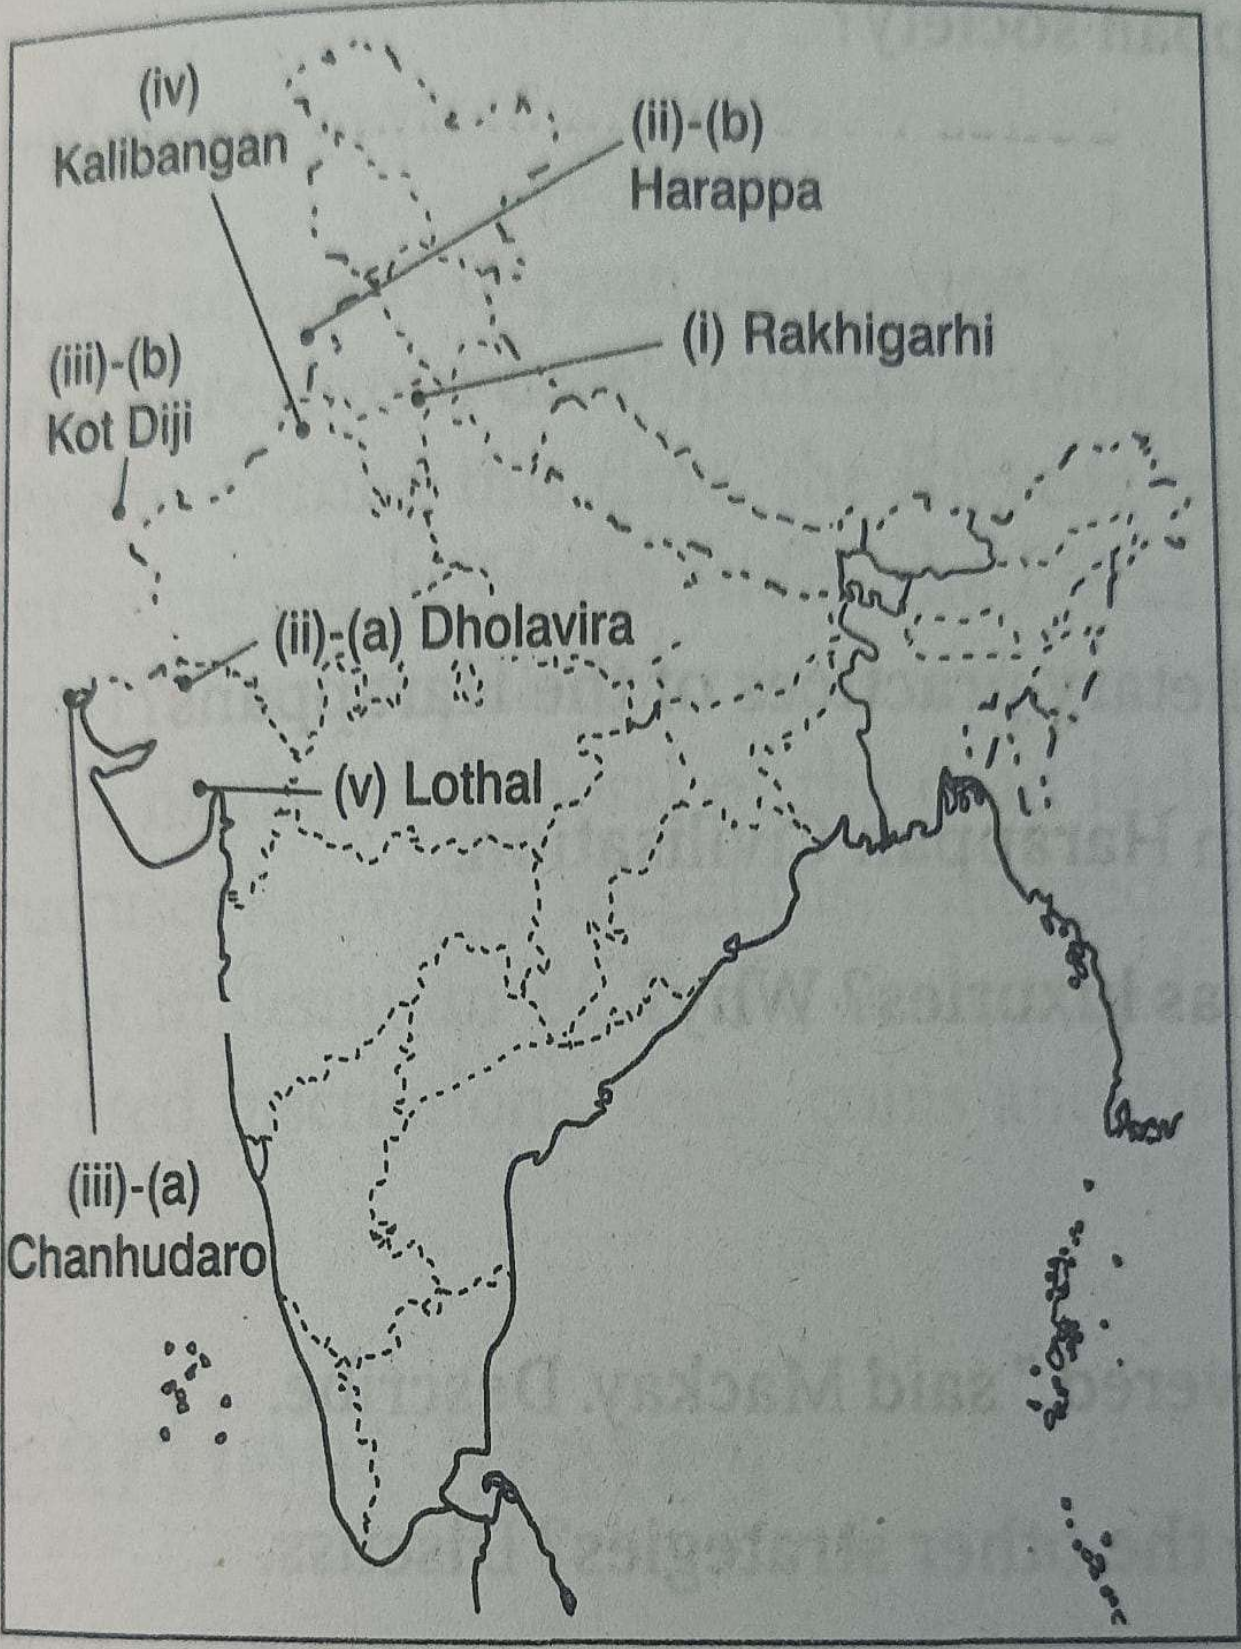 (iv)
Kalibangan
(ii)-(b)
Harappa
(i) Rakhigarhi
(iii)-(b)
Kot Diji
(ii)-(a) Dholavira
(v) Lothal
(iii)-(a)
Chanhudaro